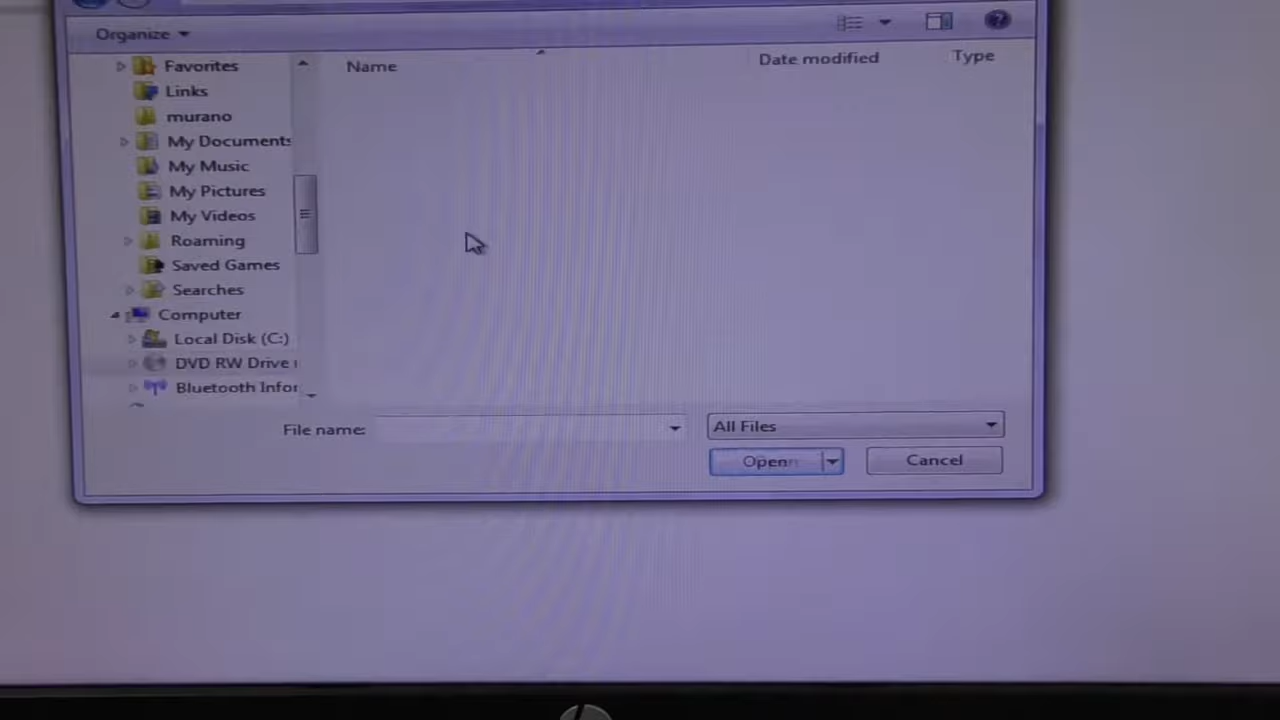 Organize
Name Date modified Type
Favorites
Links
murano
My Documents
My Music
My Pictures
My Videos
Roaming
Saved Games
Searches
Computer
Local Disk (C:)
DVD RW Drive
Bluetooth Infor
File name: All Files
Open Cancel